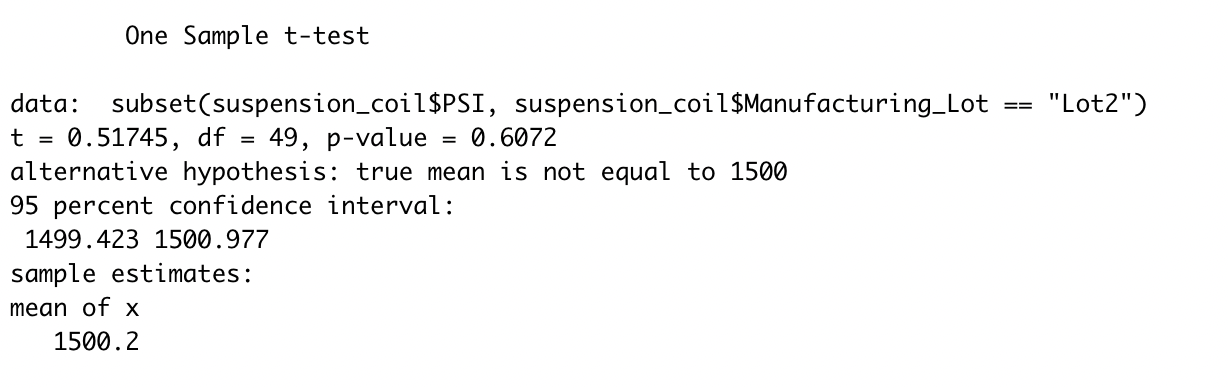 One Sample t-test
data:  subset(suspension_coil$PSI, suspension_coil$Manufacturing_Lot == "Lot2")
t = 0.51745, df = 49, p-value = 0.6072
alternative hypothesis: true mean is not equal to 1500
95 percent confidence interval:
1499.423 1500.977
sample estimates:
mean of x
1500.2